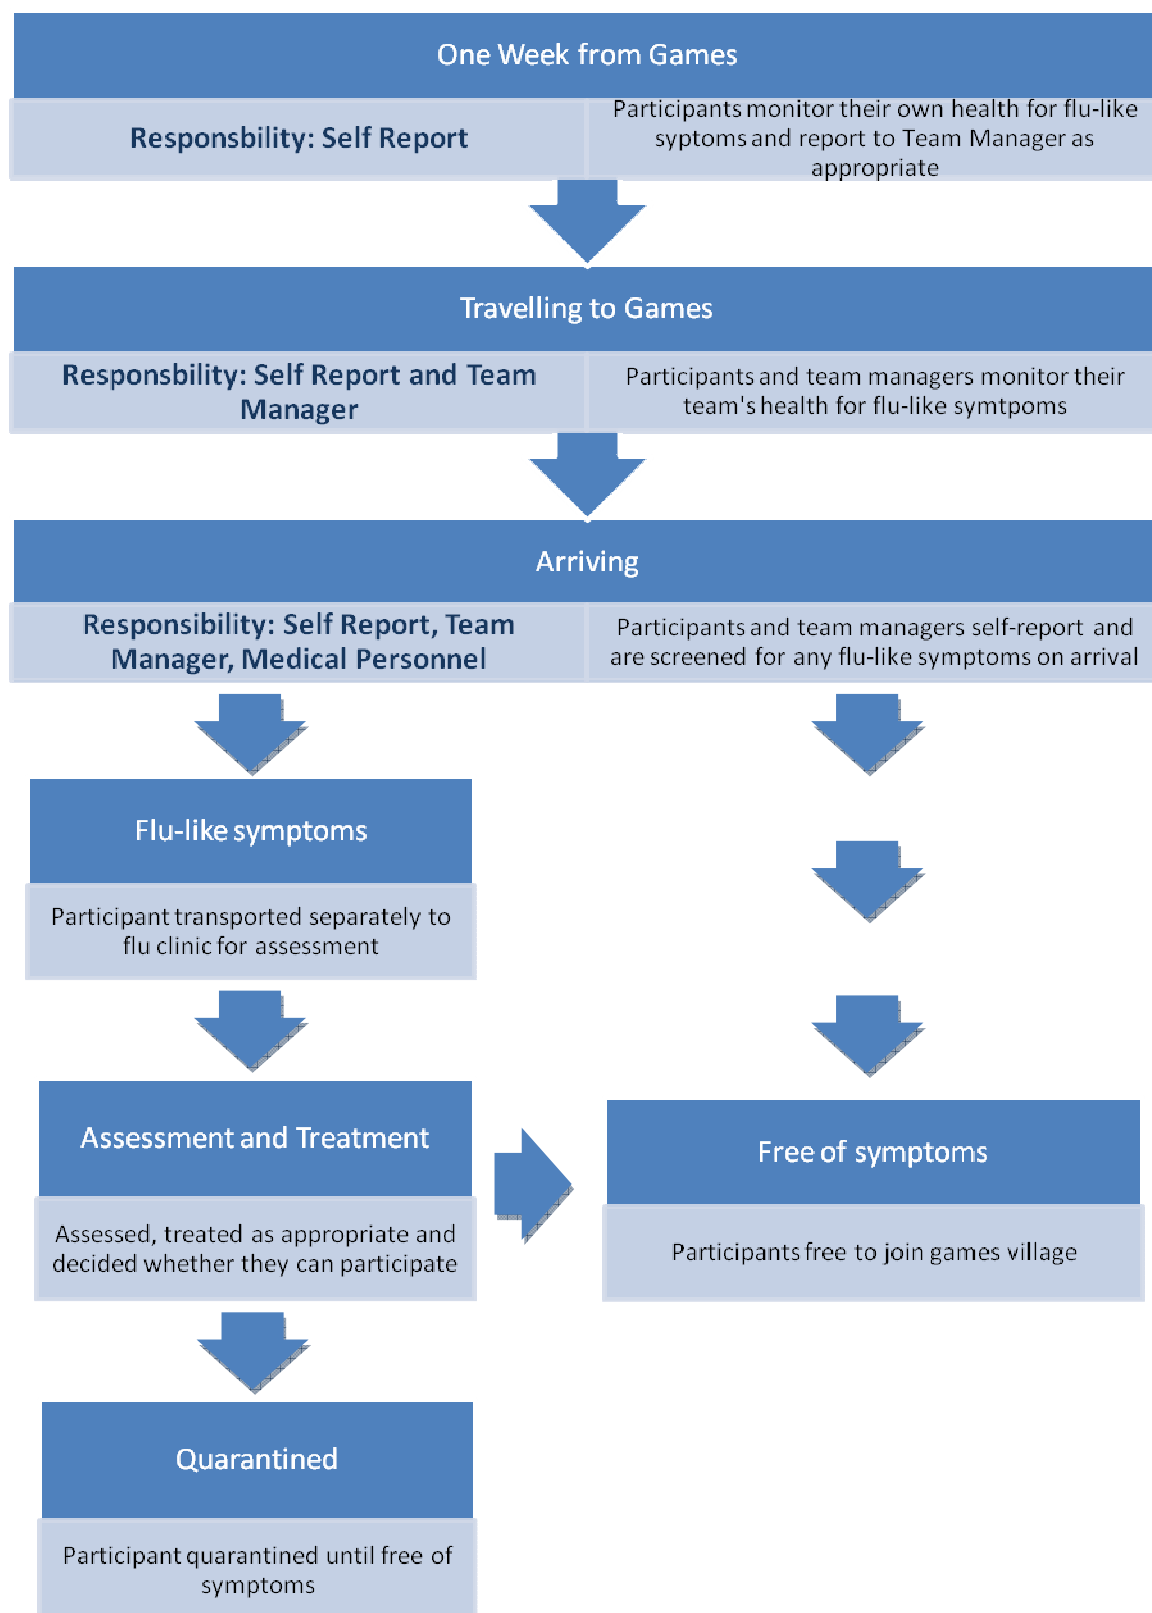 One Week from Games
Responsbility: Self Report
Participants monitor their own health for flu-like
syptoms and report to Team Manager as
appropriate
Travelling to Games
Responsbility: Self Report and Team
Manager
Participants and team managers monitor their
team's health for flu-like symtpoms
Arriving
Responsibility: Self Report, Team
Manager, Medical Personnel
Participants and team managers self-report and
are screened for any flu-like symptoms on arrival
Flu-like symptoms
Participant transported separately to
flu clinic for assessment
Assessment and Treatment
Assessed, treated as appropriate and
decided whether they can participate
Free of symptoms
Participants free to join games village
Quarantined
Participant quarantined until free of
symptoms